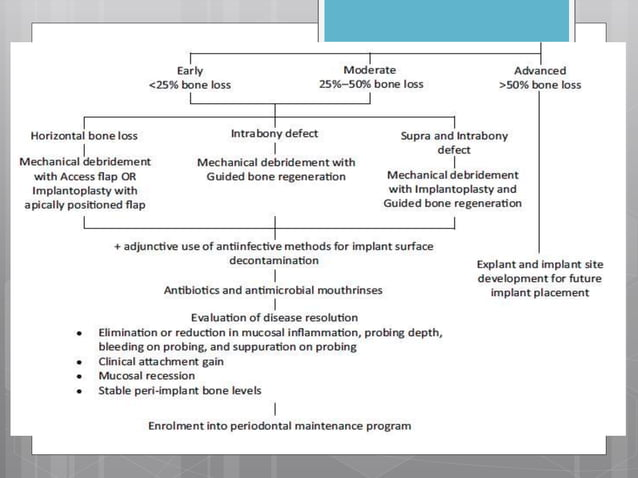 Early
<25% bone loss
Moderate
25%–50% bone loss
Advanced
>50% bone loss
Horizontal bone loss
Mechanical debridement
with Access flap OR
Implantoplasty with
apically positioned flap
Intrabony defect
Mechanical debridement with
Guided bone regeneration
Supra and Intrabony
defect
Mechanical debridement
with Implantoplasty and
Guided bone regeneration
+ adjunctive use of antiinfective methods for implant surface
decontamination
Explant and implant site
development for future
implant placement
Antibiotics and antimicrobial mouthrinses
Evaluation of disease resolution
• Elimination or reduction in mucosal inflammation, probing depth,
bleeding on probing, and suppuration on probing
• Clinical attachment gain
• Mucosal recession
• Stable peri-implant bone levels
Enrolment into periodontal maintenance program